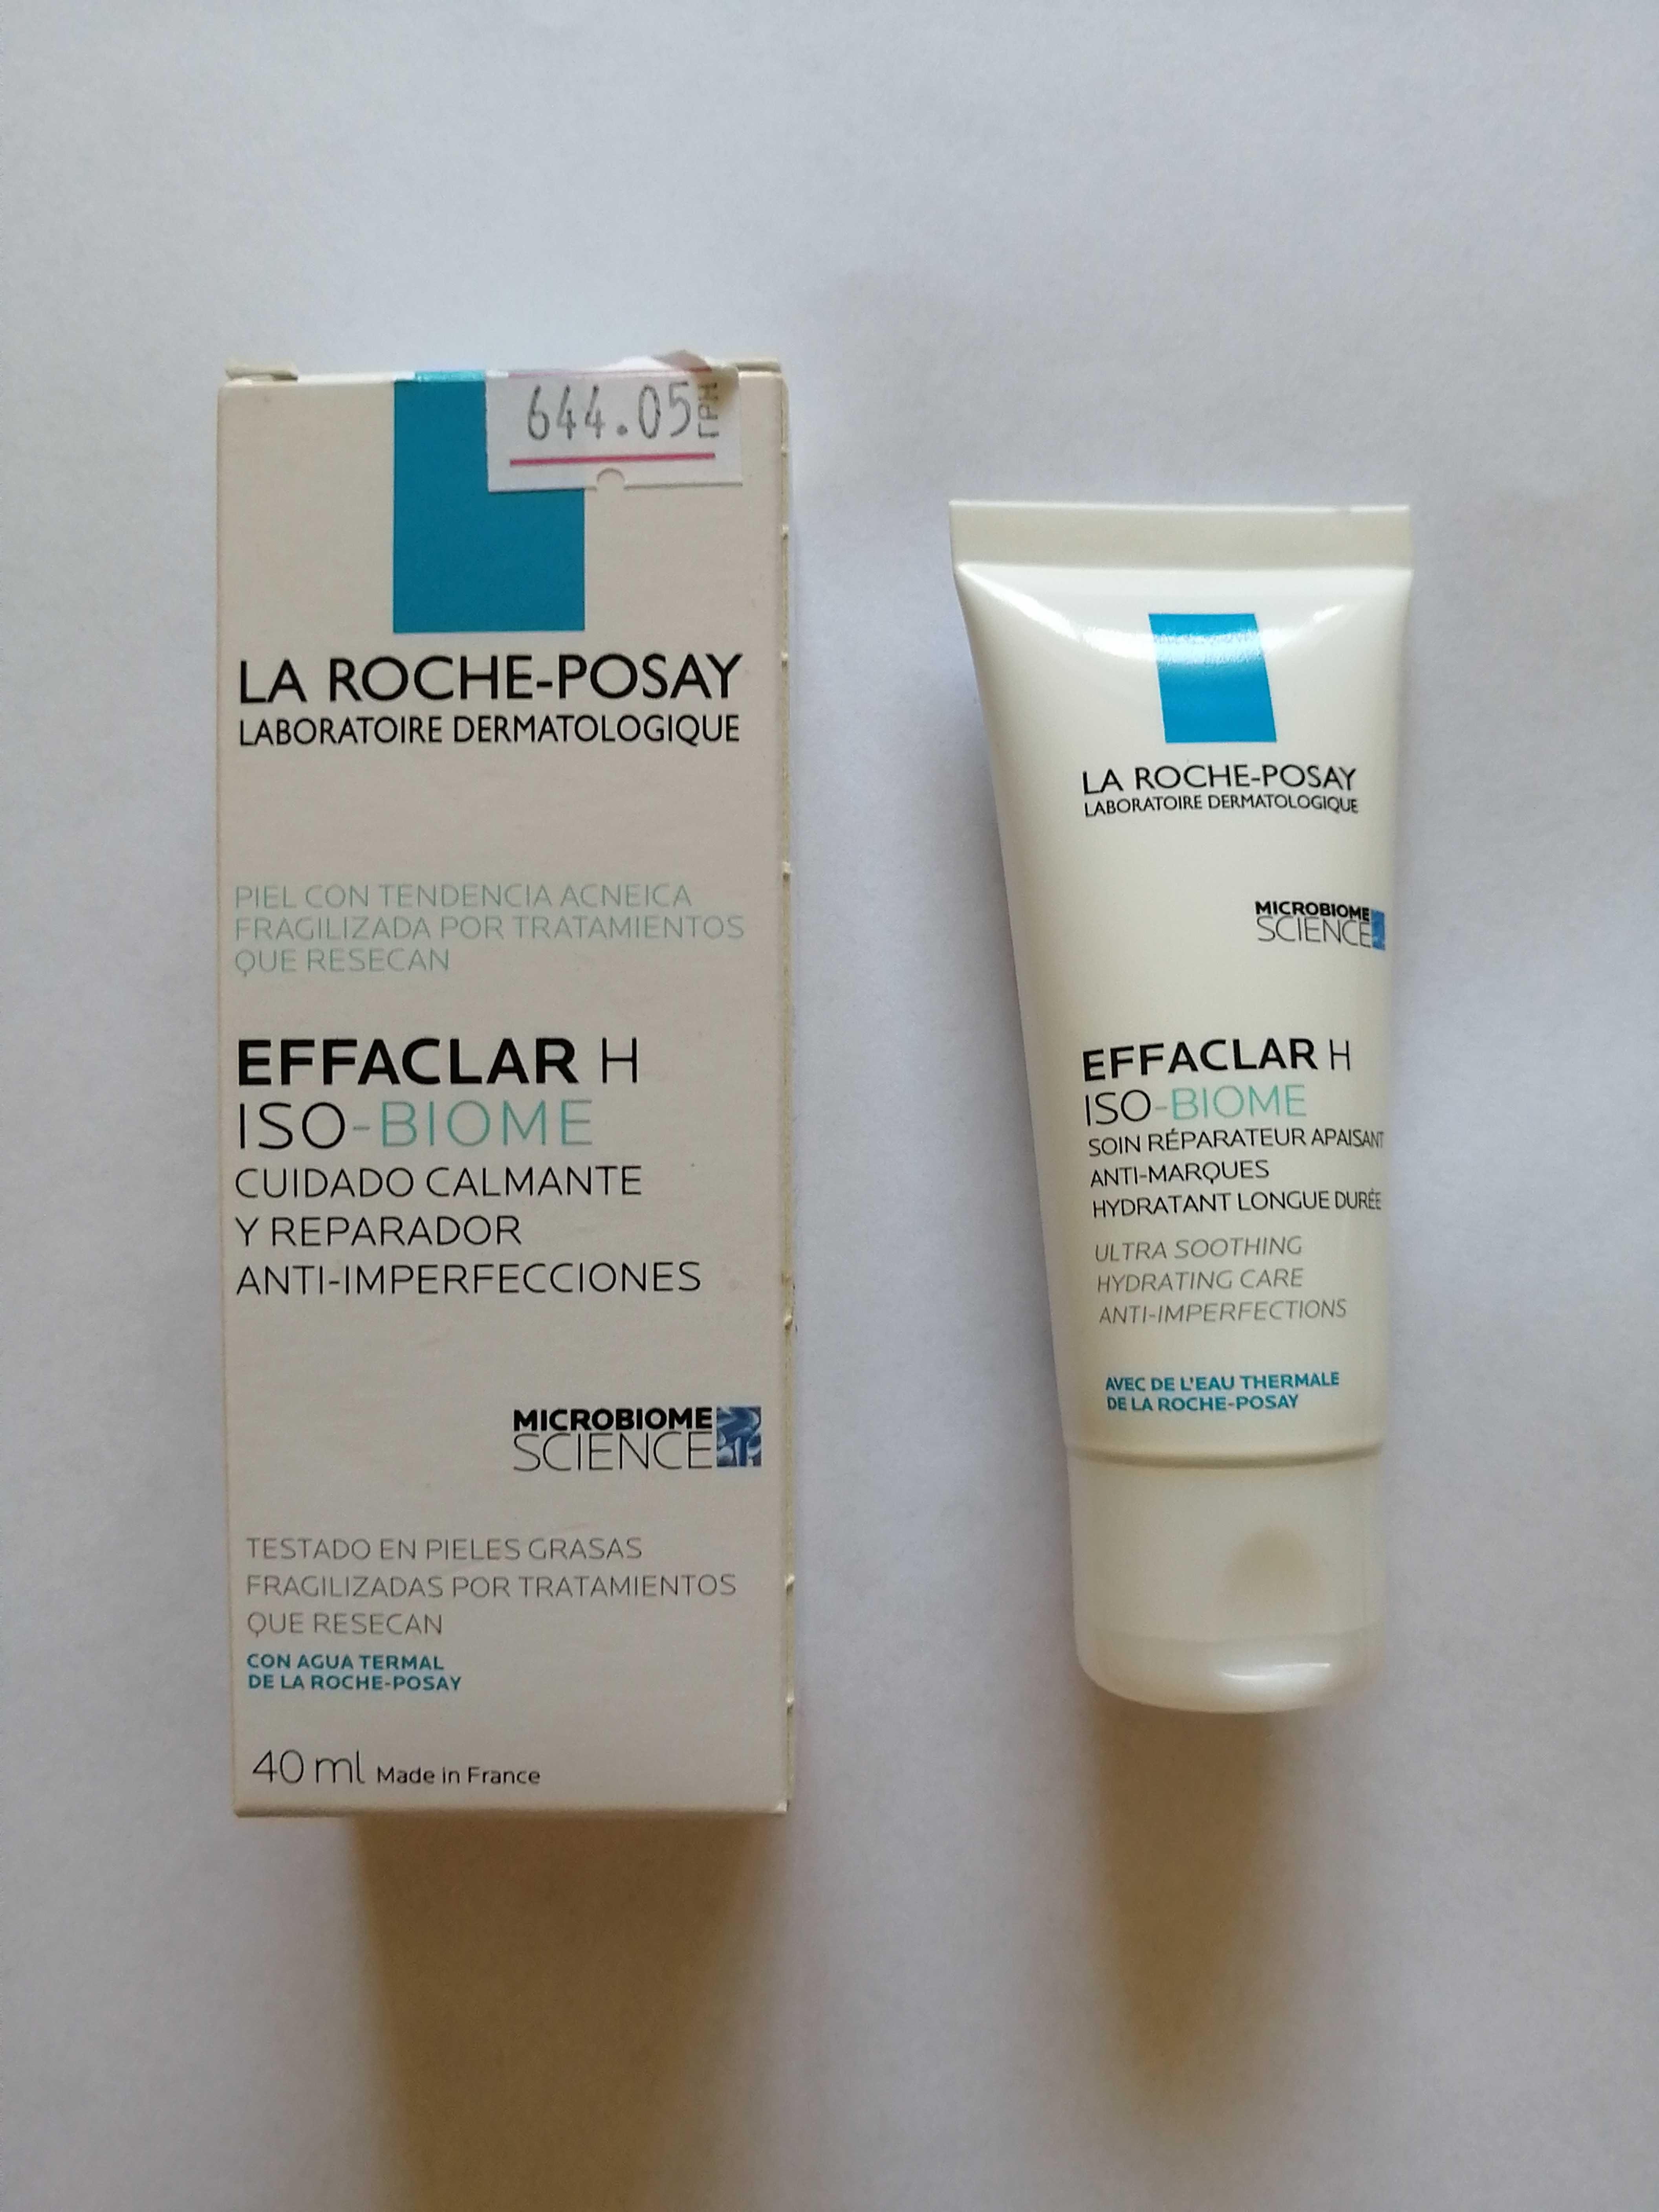 644.05 ГРН
LA ROCHE-POSAY
LABORATOIRE DERMATOLOGIQUE
PIEL CON TENDENCIA ACNEICA
FRAGILIZADA POR TRATAMIENTOS
QUE RESECAN
EFFACLAR H
ISO-BIOME
CUIDADO CALMANTE
Y REPARADOR
ANTI-IMPERFECCIONES
MICROBIOME
SCIENCE
TESTADO EN PIELES GRASAS
FRAGILIZADAS POR TRATAMIENTOS
QUE RESECAN
CON AGUA TERMAL
DE LA ROCHE-POSAY
40 ml Made in France
LA ROCHE-POSAY
LABORATOIRE DERMATOLOGIQUE
MICROBIOME
SCIENCE
EFFACLAR H
ISO-BIOME
SOIN RÉPARATEUR APAISANT
ANTI-MARQUES
HYDRATANT LONGUE DURÉE
ULTRA SOOTHING
HYDRATING CARE
ANTI-IMPERFECTIONS
AVEC DE L'EAU THERMALE
DE LA ROCHE-POSAY